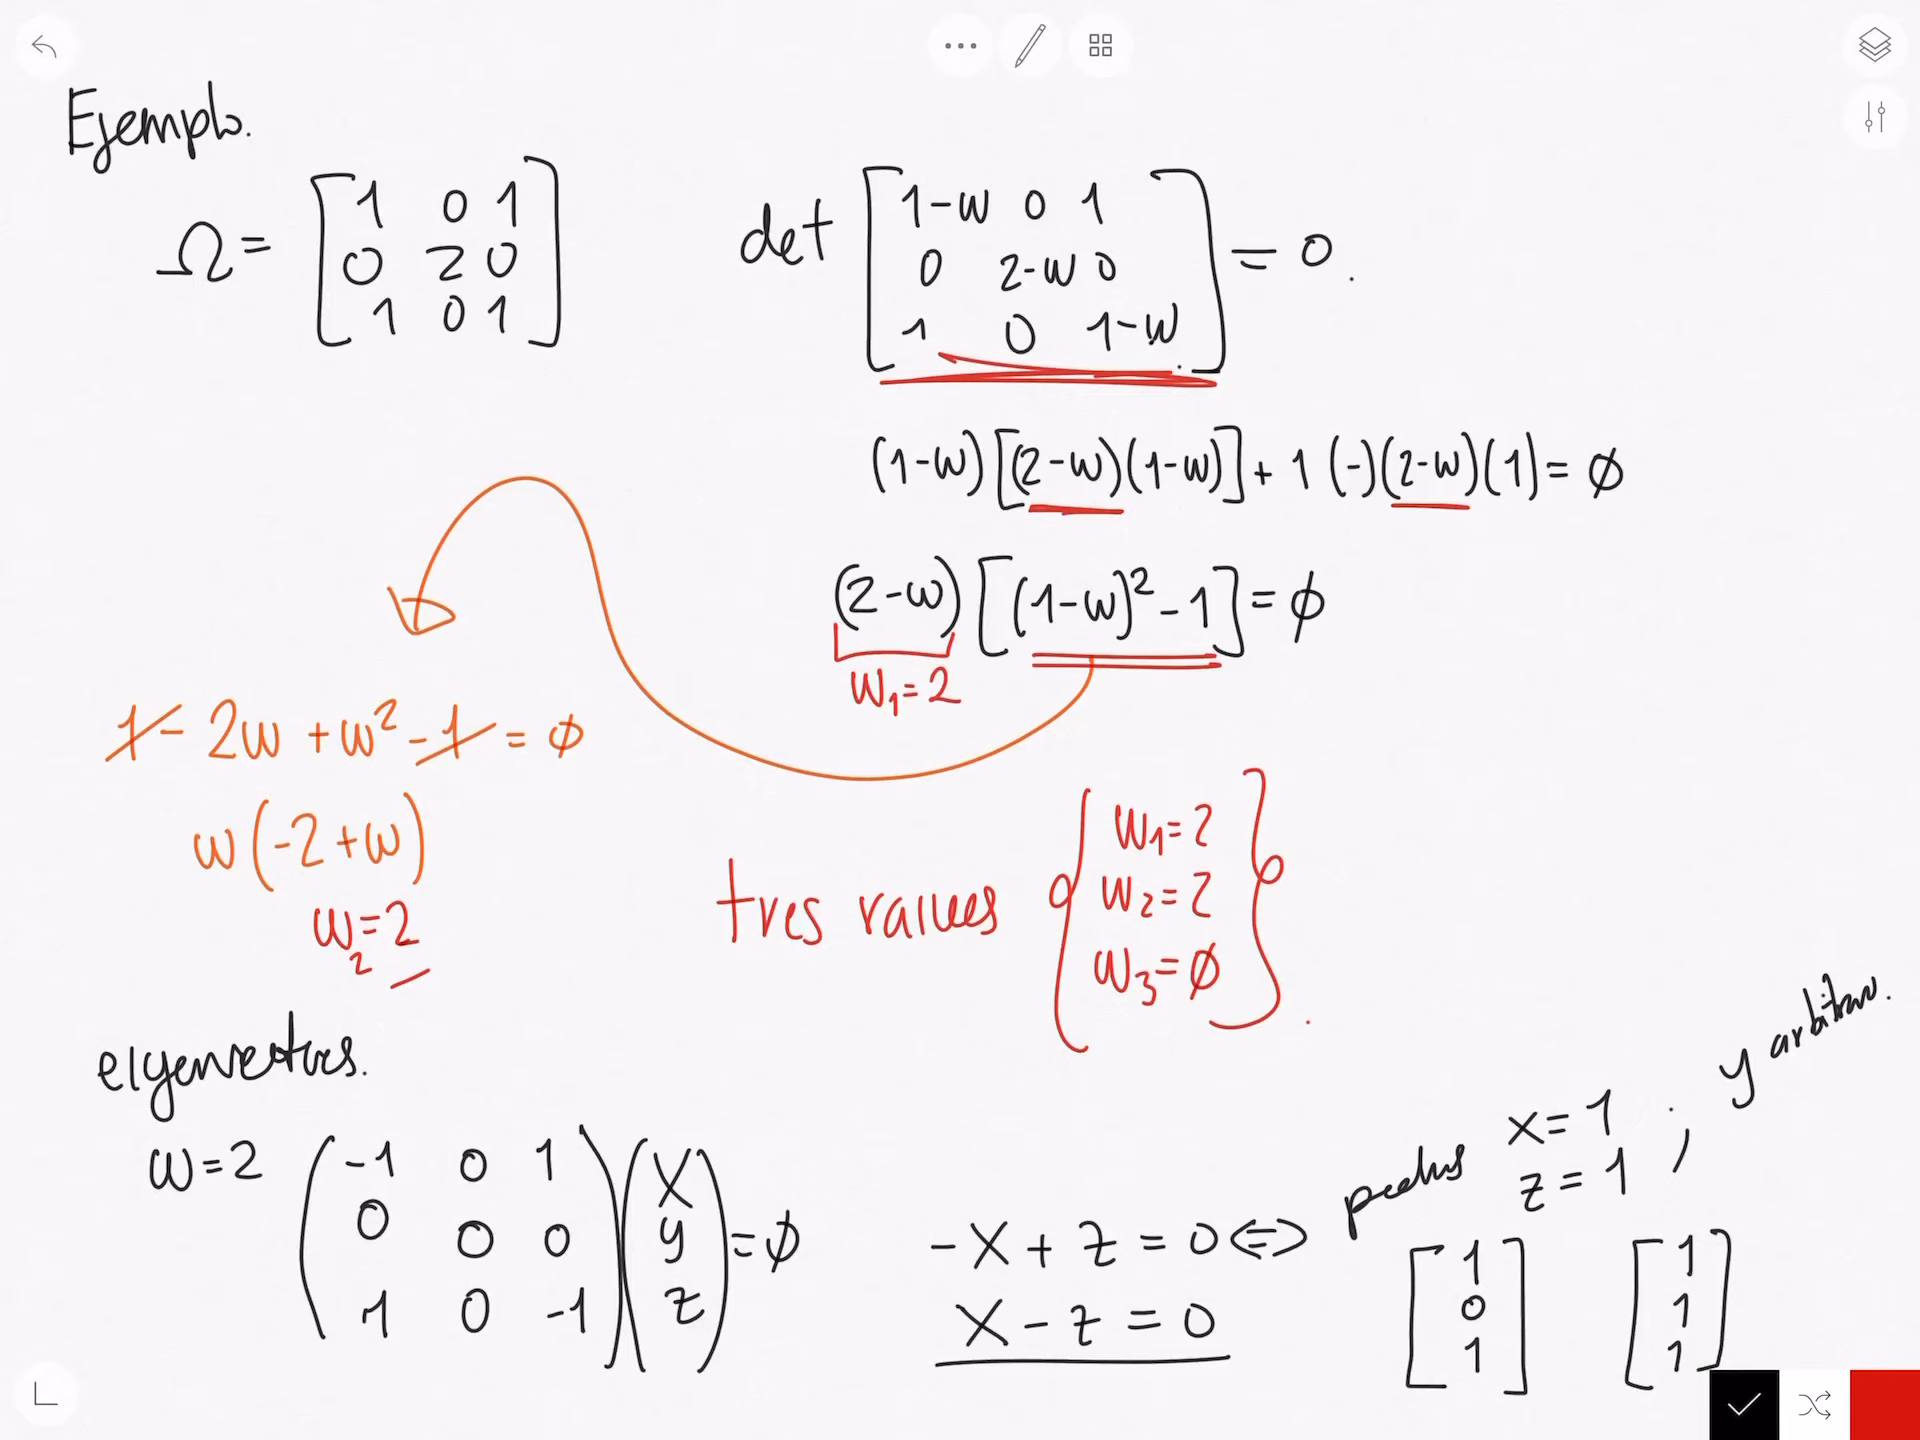 Ejemplo.
Ω = [1 0 1
0 2 0
1 0 1]
det [1-w 0 1
0 2-w 0
1 0 1-w] = 0.
(1-w)[(2-w)(1-w)] + 1(-)(2-w)(1) = ∅
(2-w)[(1-w)² - 1] = ∅
w₁=2
1 - 2w + w² - 1 = ∅
w(-2+w)
w₂=2
tres raíces { w₁=2
w₂=2
w₃=∅ }.
eigenvectores.
w=2 (-1 0 1
0 0 0
1 0 -1) (x
y
z) = ∅
-x + z = 0 ⇔
x - z = 0
x=1
z=1 ; y
[1
0
1]
[1
1
1]